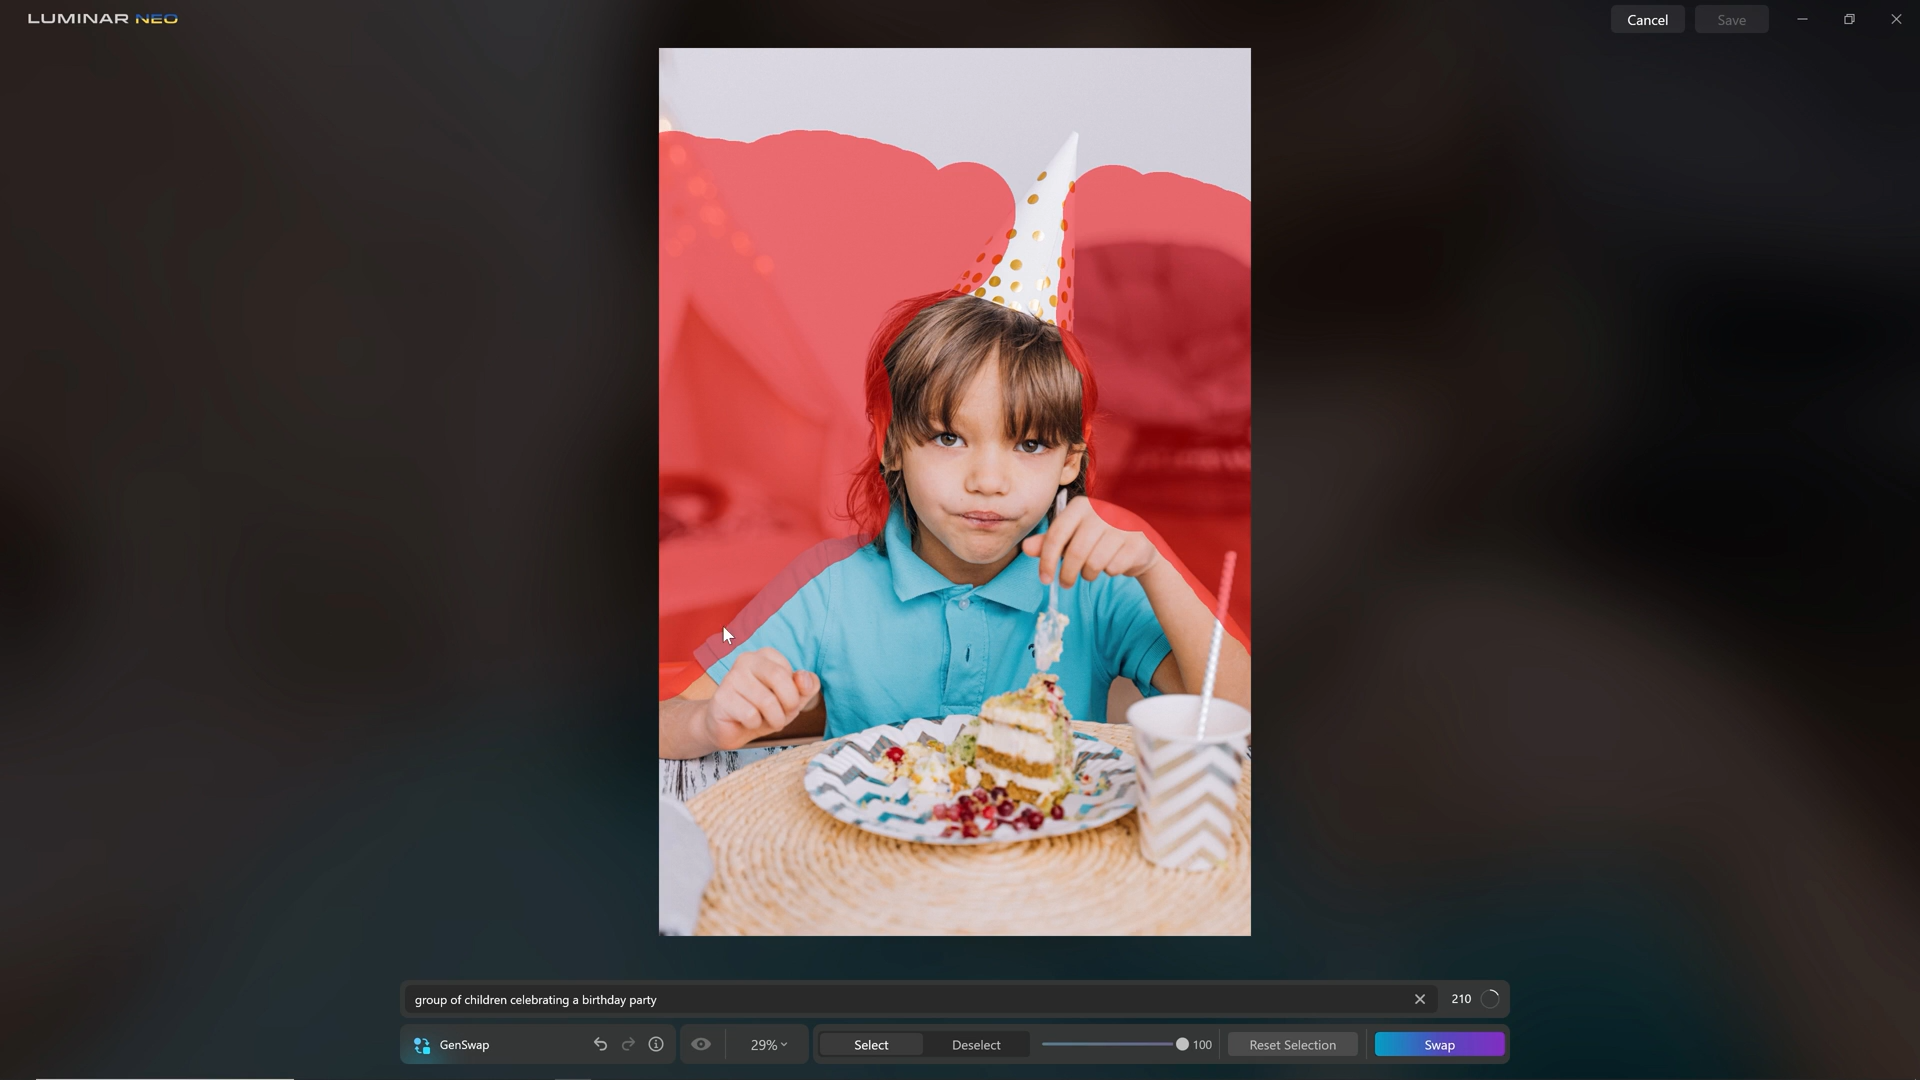 LUMINAR NEO
Cancel
Save
group of children celebrating a birthday party
210
GenSwap
29%
Select
Deselect
100
Reset Selection
Swap